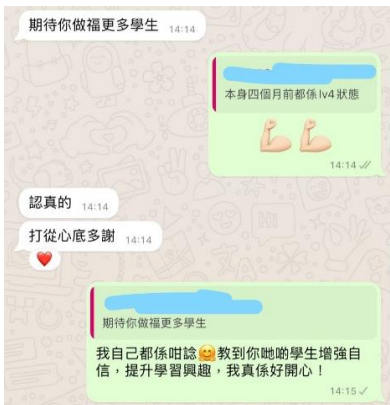 期待你做福更多學生 14:14
本身四個月前都係lv4狀態
💪🏻💪🏻
14:14
認真的 14:14
打從心底多謝 14:14
❤️
期待你做福更多學生
我自己都係咁諗🤗教到你哋啲學生增強自
信，提升學習興趣，我真係好開心！
14:15